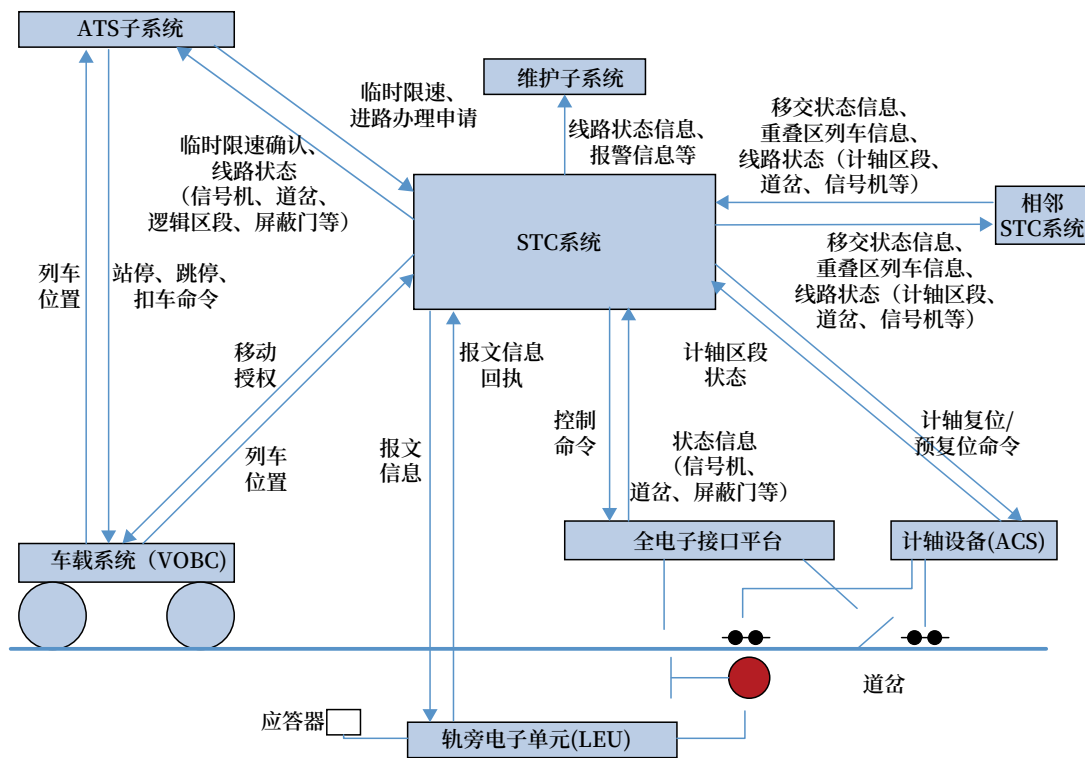 ATS子系统
维护子系统
临时限速、
进路办理申请
线路状态信息、
报警信息等
移交状态信息、
重叠区列车信息、
线路状态（计轴区段、
道岔、信号机等）
临时限速确认、
线路状态
（信号机、道岔、
逻辑区段、屏蔽门等）
STC系统
相邻
STC系统
移交状态信息、
重叠区列车信息、
线路状态（计轴区段、
道岔、信号机等）
列车
位置
站停、跳停、
扣车命令
移动
授权
报文信息
回执
计轴区段
状态
列车
位置
报文
信息
控制
命令
状态信息
（信号机、
道岔、屏蔽门等）
计轴复位/
预复位命令
车载系统（VOBC)
全电子接口平台
计轴设备(ACS)
道岔
应答器
轨旁电子单元(LEU)